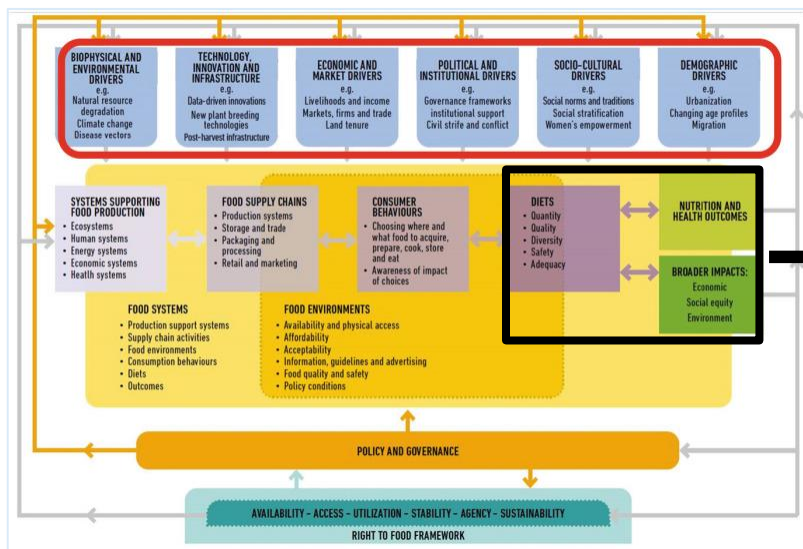 BIOPHYSICAL AND
ENVIRONMENTAL
DRIVERS
e.g.
Natural resource
degradation
Climate change
Disease vectors
TECHNOLOGY,
INNOVATION AND
INFRASTRUCTURE
e.g.
Data-driven innovations
New plant breeding
technologies
Post-harvest infrastructure
ECONOMIC AND
MARKET DRIVERS
e.g.
Livelihoods and income
Markets, firms and trade
Land tenure
POLITICAL AND
INSTITUTIONAL DRIVERS
e.g.
Governance frameworks
institutional support
Civil strife and conflict
SOCIO-CULTURAL
DRIVERS
e.g.
Social norms and traditions
Social stratification
Women's empowerment
DEMOGRAPHIC
DRIVERS
e.g.
Urbanization
Changing age profiles
Migration
SYSTEMS SUPPORTING
FOOD PRODUCTION
• Ecosystems
• Human systems
• Energy systems
• Economic systems
• Health systems
FOOD SUPPLY CHAINS
• Production systems
• Storage and trade
• Packaging and
processing
• Retail and marketing
CONSUMER
BEHAVIOURS
• Choosing where and
what food to acquire,
prepare, cook, store
and eat
• Awareness of impact
of choices
DIETS
• Quantity
• Quality
• Diversity
• Safety
• Adequacy
NUTRITION AND
HEALTH OUTCOMES
BROADER IMPACTS:
Economic
Social equity
Environment
FOOD SYSTEMS
• Production support systems
• Supply chain activities
• Food environments
• Consumption behaviours
• Diets
• Outcomes
FOOD ENVIRONMENTS
• Availability and physical access
• Affordability
• Acceptability
• Information, guidelines and advertising
• Food quality and safety
• Policy conditions
POLICY AND GOVERNANCE
AVAILABILITY - ACCESS - UTILIZATION - STABILITY - AGENCY - SUSTAINABILITY
RIGHT TO FOOD FRAMEWORK